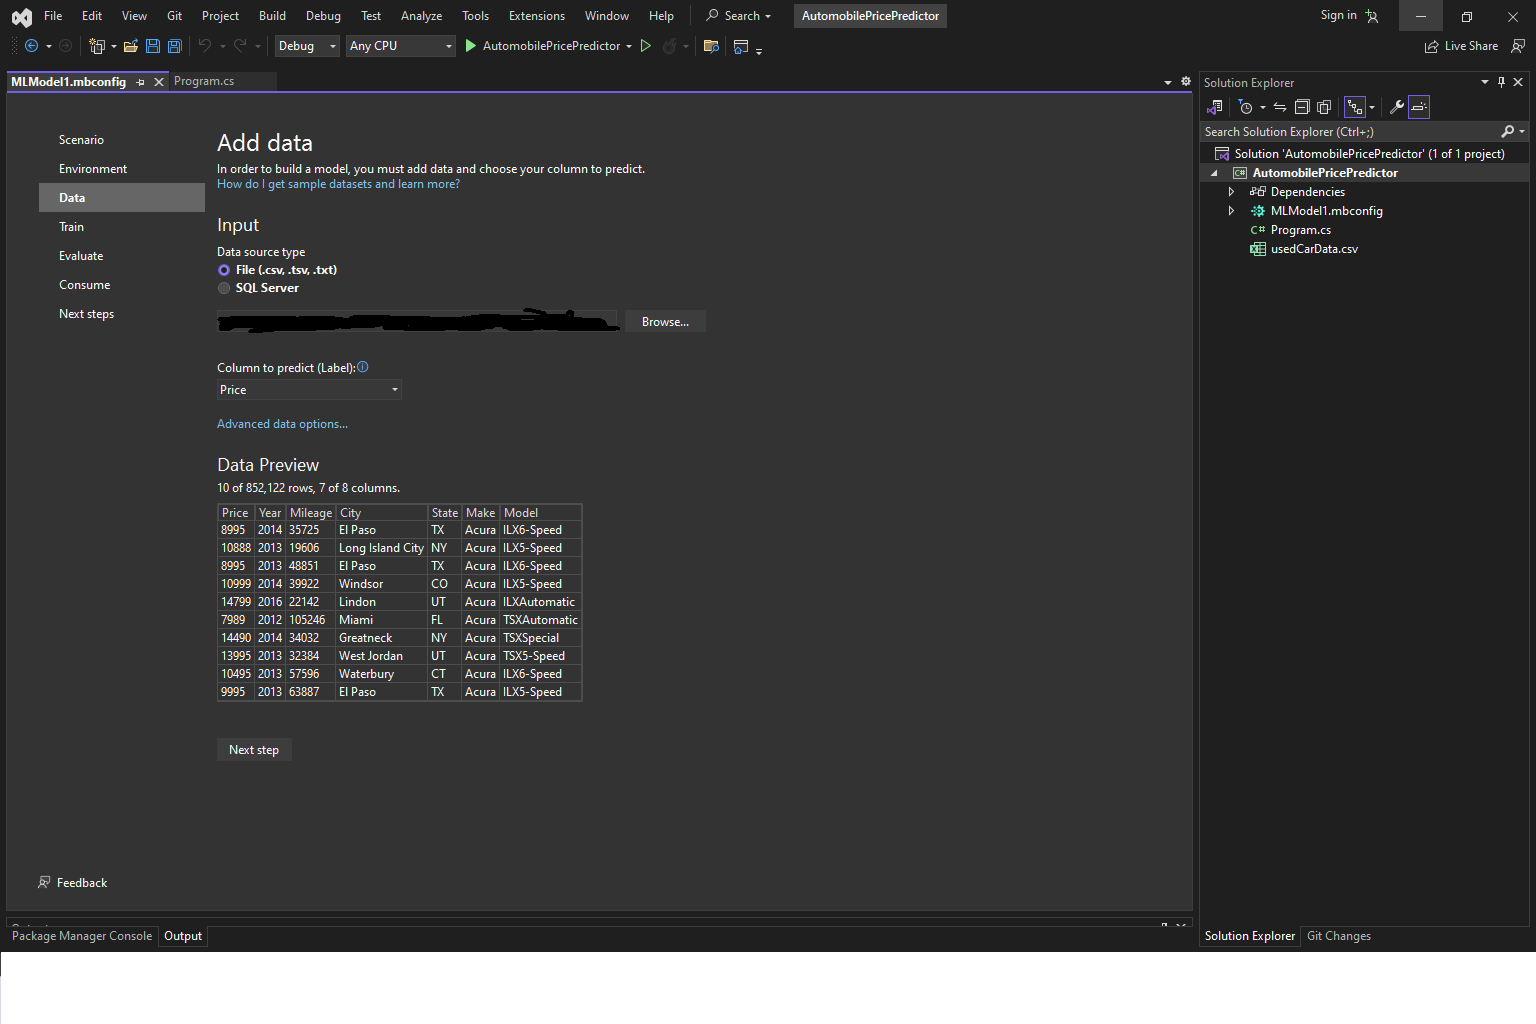 File Edit View Git Project Build Debug Test Analyze Tools Extensions Window Help Search AutomobilePricePredictor Sign in
Debug Any CPU AutomobilePricePredictor Live Share
MLModel1.mbconfig Program.cs
Scenario
Environment
Data
Train
Evaluate
Consume
Next steps
Add data
In order to build a model, you must add data and choose your column to predict.
How do I get sample datasets and learn more?
Input
Data source type
File (.csv, .tsv, .txt)
SQL Server
Browse...
Column to predict (Label):
Price
Advanced data options...
Data Preview
10 of 852,122 rows, 7 of 8 columns.
Price Year Mileage City State Make Model
8995 2014 35725 El Paso TX Acura ILX6-Speed
10888 2013 19606 Long Island City NY Acura ILX5-Speed
8995 2013 48851 El Paso TX Acura ILX6-Speed
10999 2014 39922 Windsor CO Acura ILX5-Speed
14799 2016 22142 Lindon UT Acura ILXAutomatic
7989 2012 105246 Miami FL Acura TSXAutomatic
14490 2014 34032 Greatneck NY Acura TSXSpecial
13995 2013 32384 West Jordan UT Acura TSX5-Speed
10495 2013 57596 Waterbury CT Acura ILX6-Speed
9995 2013 63887 El Paso TX Acura ILX5-Speed
Next step
Feedback
Package Manager Console Output
Solution Explorer
Search Solution Explorer (Ctrl+;)
Solution 'AutomobilePricePredictor' (1 of 1 project)
AutomobilePricePredictor
Dependencies
MLModel1.mbconfig
C# Program.cs
usedCarData.csv
Solution Explorer Git Changes